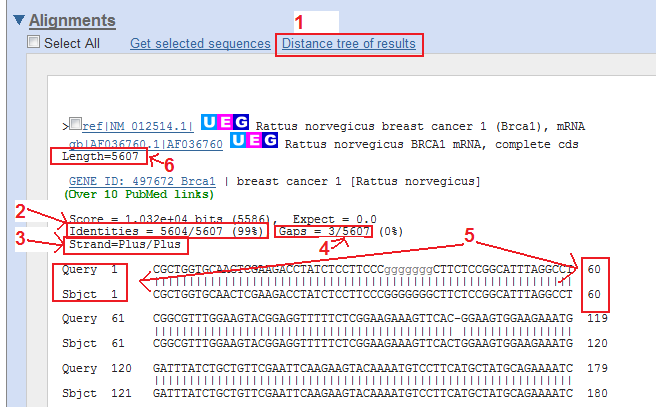 1
Alignments
Select All Get selected sequences Distance tree of results
>ref|NM_012514.1| U E G Rattus norvegicus breast cancer 1 (Brca1), mRNA
gb|AF036760.1|AF036760 U E G Rattus norvegicus BRCA1 mRNA, complete cds
Length=5607
6
GENE ID: 497672 Brca1 | breast cancer 1 [Rattus norvegicus]
(Over 10 PubMed links)
2 Score = 1.032e+04 bits (5586), Expect = 0.0
Identities = 5604/5607 (99%), Gaps = 3/5607 (0%)
3 Strand=Plus/Plus 4 5
Query 1 CGCTGGTGCAACTCGAAGACCTATCTCCTTCCCgggggggCTTCTCCGGCATTTAGGCCT 60
Sbjct 1 CGCTGGTGCAACTCGAAGACCTATCTCCTTCCCGGGGGGGCTTCTCCGGCATTTAGGCCT 60
Query 61 CGGCGTTTGGAAGTACGGAGGTTTTTCTCGGAAGAAAGTTCAC-GGAAGTGGAAGAAATG 119
Sbjct 61 CGGCGTTTGGAAGTACGGAGGTTTTTCTCGGAAGAAAGTTCACTGGAAGTGGAAGAAATG 120
Query 120 GATTTATCTGCTGTTCGAATTCAAGAAGTACAAAATGTCCTTCATGCTATGCAGAAAATC 179
Sbjct 121 GATTTATCTGCTGTTCGAATTCAAGAAGTACAAAATGTCCTTCATGCTATGCAGAAAATC 180